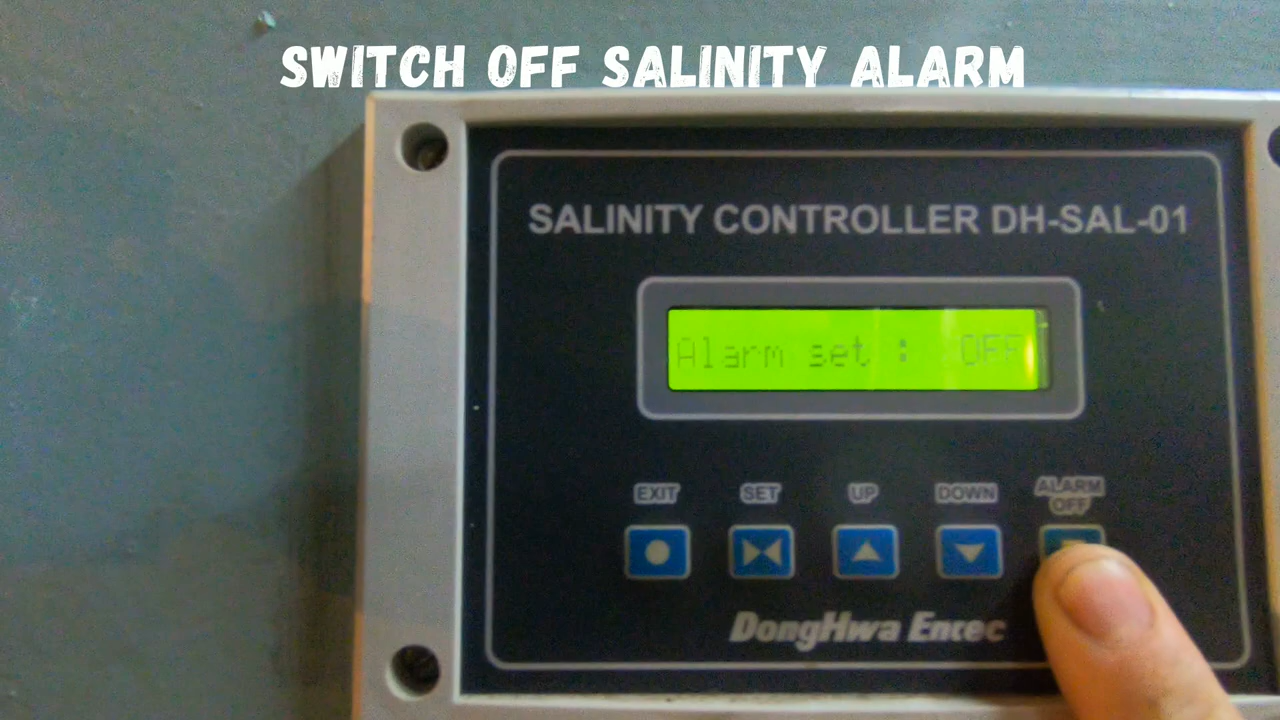 SWITCH OFF SALINITY ALARM
SALINITY CONTROLLER DH-SAL-01
Alarm set : OFF
EXIT SET UP DOWN ALARM OFF
DongHwa Entec